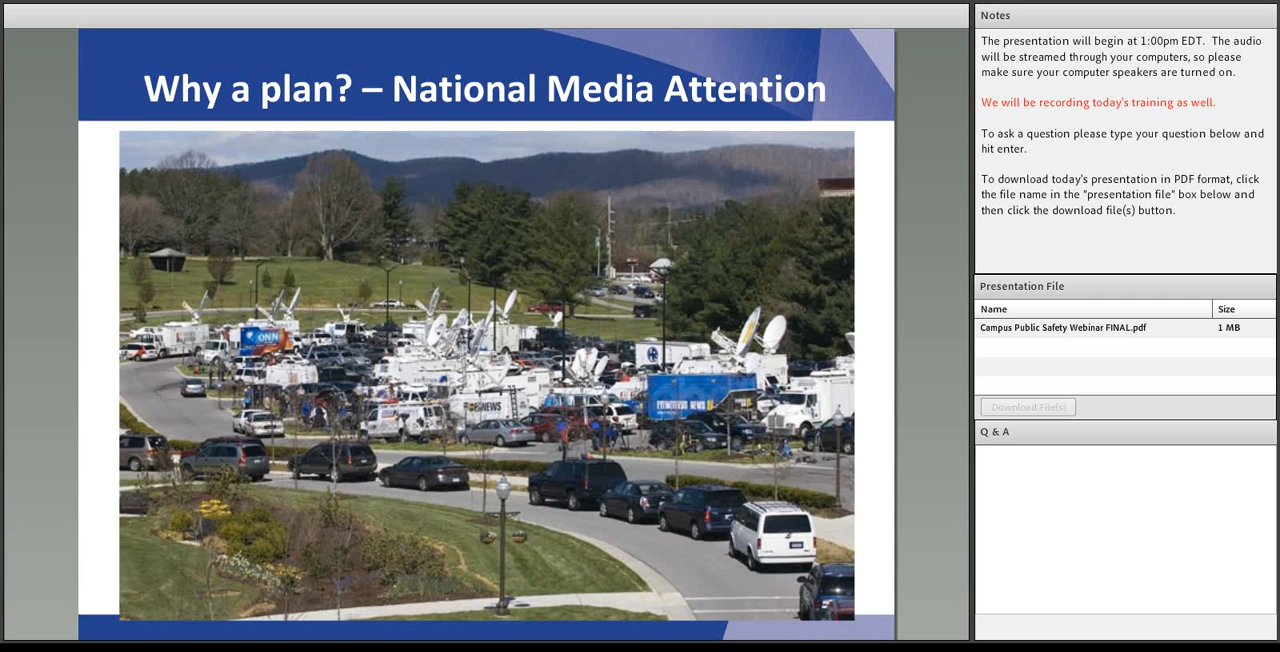 Why a plan? – National Media Attention
ONN
NEWS
EYEWITNESS NEWS
Notes
The presentation will begin at 1:00pm EDT.  The audio
will be streamed through your computers, so please
make sure your computer speakers are turned on.
We will be recording today's training as well.
To ask a question please type your question below and
hit enter.
To download today's presentation in PDF format, click
the file name in the "presentation file" box below and
then click the download file(s) button.
Presentation File
Name Size
Campus Public Safety Webinar FINAL.pdf 1 MB
Download File(s)
Q & A